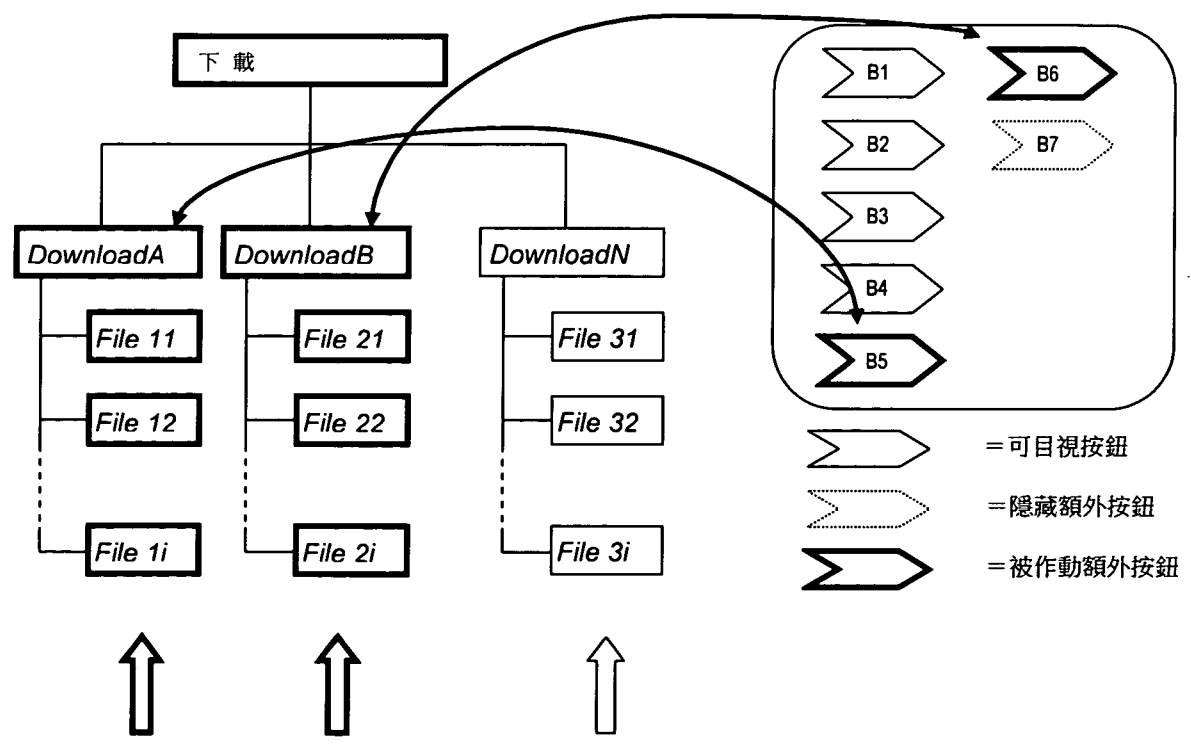 下 載
DownloadA
File 11
File 12
File 1i
DownloadB
File 21
File 22
File 2i
DownloadN
File 31
File 32
File 3i
B1
B2
B3
B4
B5
B6
B7
＝可目視按鈕
＝隱藏額外按鈕
＝被作動額外按鈕